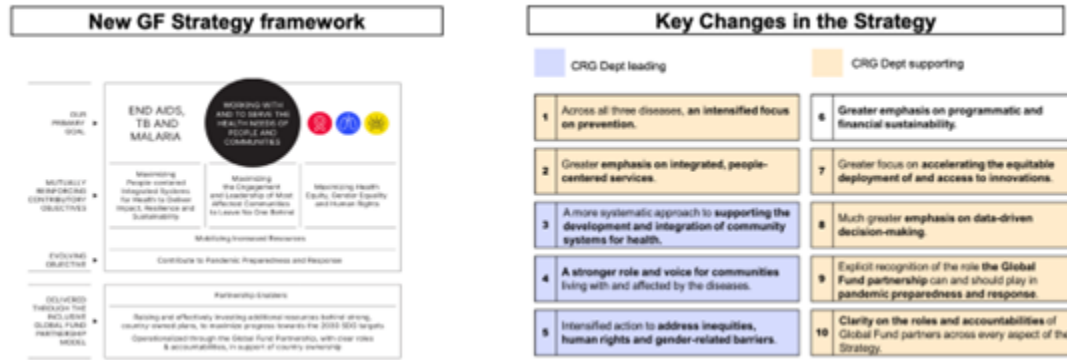 New GF Strategy framework
OUR
PRIMARY
GOAL
END AIDS,
TB AND
MALARIA
WORKING WITH
AND TO SERVE THE
HEALTH NEEDS OF
PEOPLE AND
COMMUNITIES
MUTUALLY
REINFORCING
CONTRIBUTORY
OBJECTIVES
Maximizing
People-centered
Integrated Systems
for Health to Deliver
Impact, Resilience and
Sustainability
Maximizing
the Engagement
and Leadership of Most
Affected Communities
to Leave No One Behind
Maximizing Health
Equity, Gender Equality
and Human Rights
Mobilizing Increased Resources
EVOLVING
OBJECTIVE
Contribute to Pandemic Preparedness and Response
DELIVERED
THROUGH THE
INCLUSIVE
GLOBAL FUND
PARTNERSHIP
MODEL
Partnership Enablers
Raising and effectively investing additional resources behind strong,
country owned plans, to maximize progress towards the 2030 SDG targets
Operationalized through the Global Fund Partnership, with clear roles
& accountabilities, in support of country ownership
Key Changes in the Strategy
CRG Dept leading
CRG Dept supporting
1 Across all three diseases, an intensified focus
on prevention.
2 Greater emphasis on integrated, people-
centered services.
3 A more systematic approach to supporting the
development and integration of community
systems for health.
4 A stronger role and voice for communities
living with and affected by the diseases.
5 Intensified action to address inequities,
human rights and gender-related barriers.
6 Greater emphasis on programmatic and
financial sustainability.
7 Greater focus on accelerating the equitable
deployment of and access to innovations.
8 Much greater emphasis on data-driven
decision-making.
9 Explicit recognition of the role the Global
Fund partnership can and should play in
pandemic preparedness and response.
10 Clarity on the roles and accountabilities of
Global Fund partners across every aspect of the
Strategy.